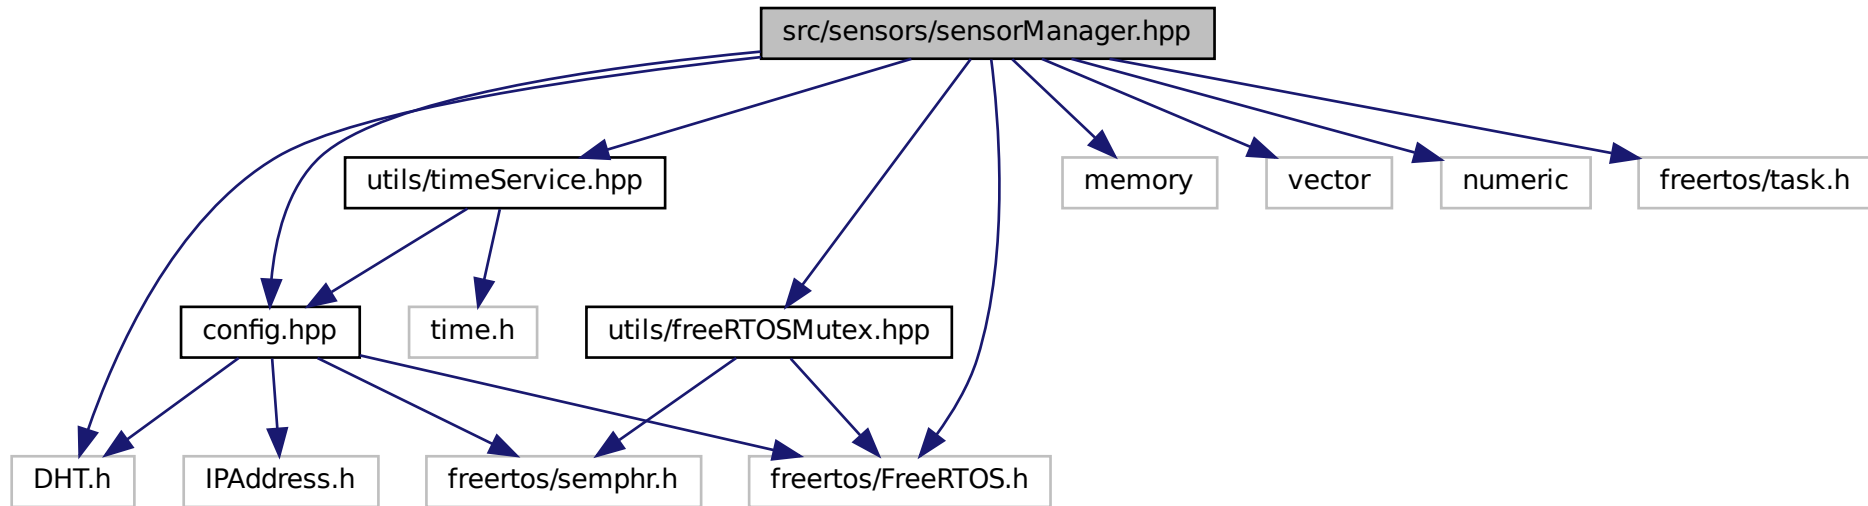 src/sensors/sensorManager.hpp
utils/timeService.hpp
memory
vector
numeric
freertos/task.h
config.hpp
time.h
utils/freeRTOSMutex.hpp
DHT.h
IPAddress.h
freertos/semphr.h
freertos/FreeRTOS.h